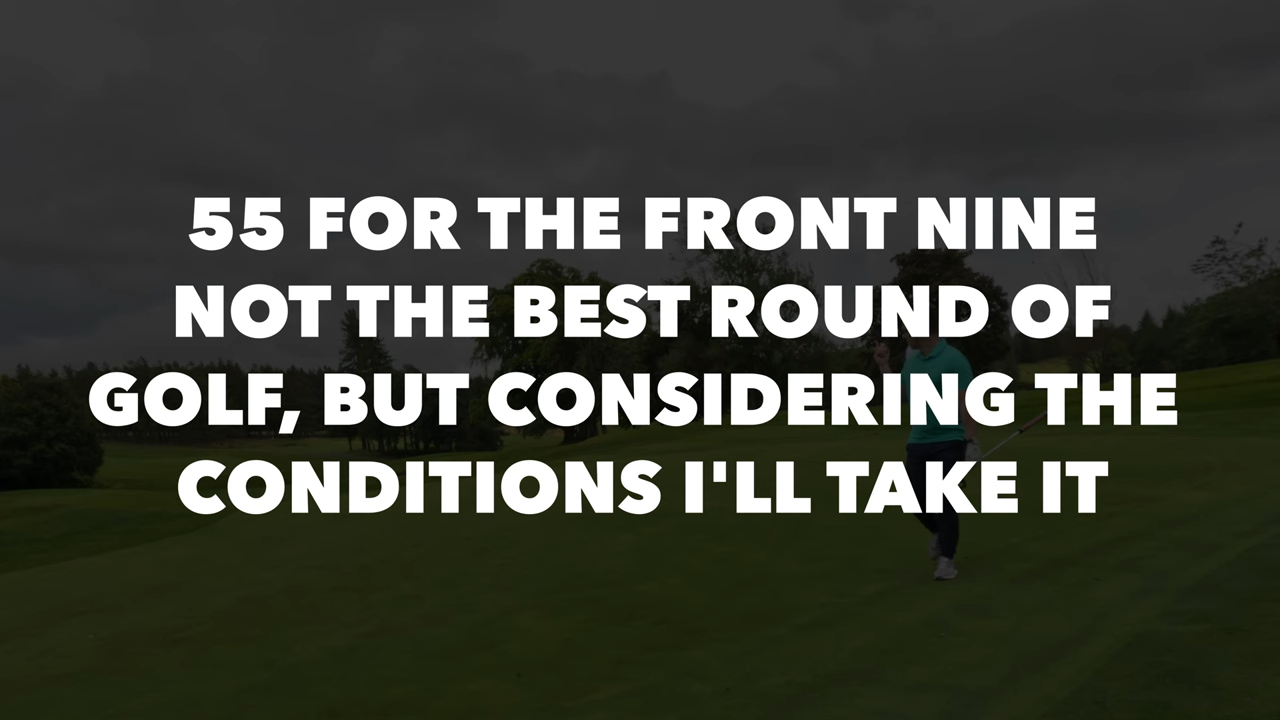 55 FOR THE FRONT NINE
NOT THE BEST ROUND OF
GOLF, BUT CONSIDERING THE
CONDITIONS I'LL TAKE IT